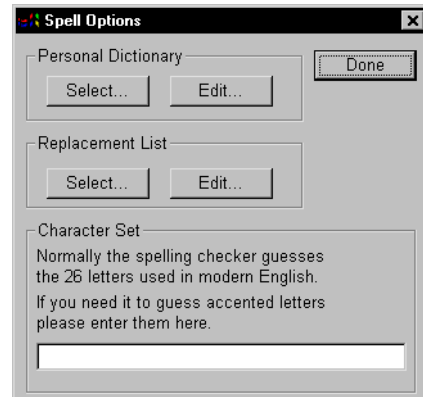 Spell Options
Personal Dictionary
Select... Edit...
Done
Replacement List
Select... Edit...
Character Set
Normally the spelling checker guesses
the 26 letters used in modern English.
If you need it to guess accented letters
please enter them here.